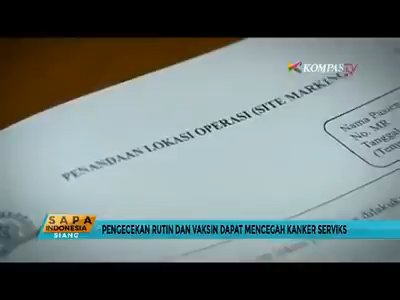 KOMPASTV
PENANDAAN LOKASI OPERASI (SITE MARKING)
Nama Pasien
No. MR
Tanggal
SAPA
INDONESIA
SIANG
PENGECEKAN RUTIN DAN VAKSIN DAPAT MENCEGAH KANKER SERVIKS